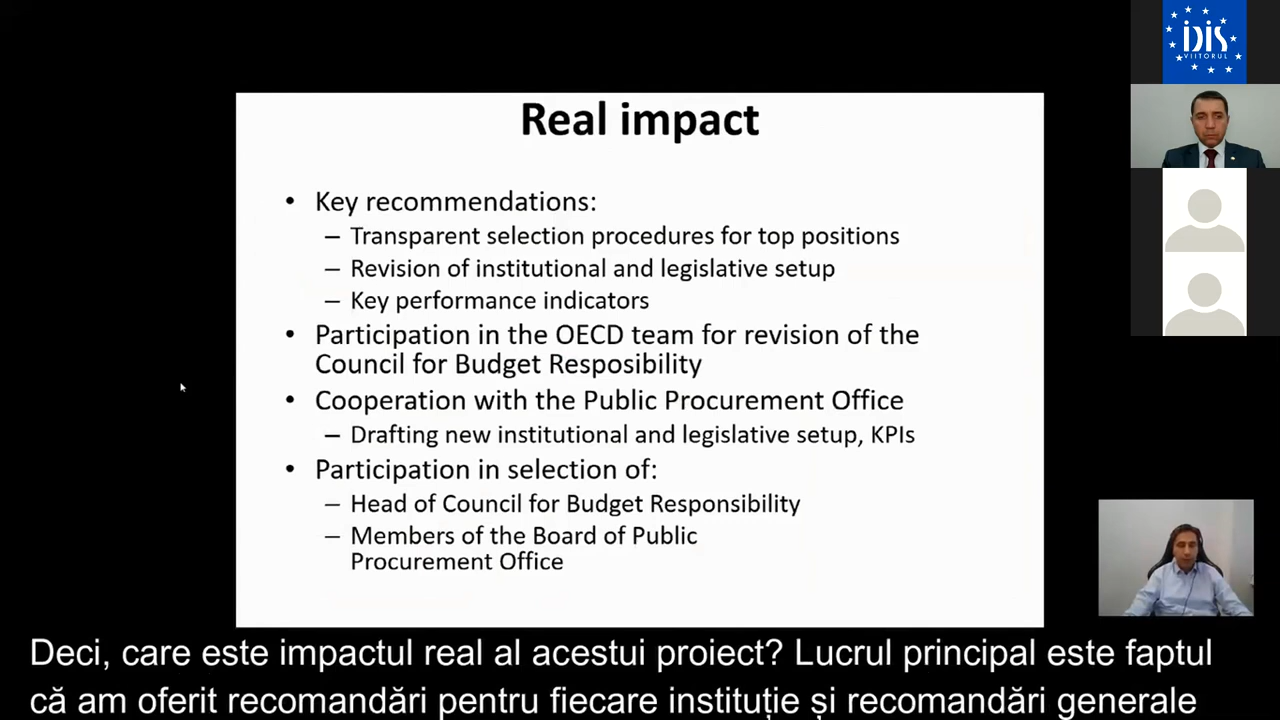 iDiS
VIITORUL
Real impact
• Key recommendations:
– Transparent selection procedures for top positions
– Revision of institutional and legislative setup
– Key performance indicators
• Participation in the OECD team for revision of the
Council for Budget Resposibility
• Cooperation with the Public Procurement Office
– Drafting new institutional and legislative setup, KPIs
• Participation in selection of:
– Head of Council for Budget Responsibility
– Members of the Board of Public
Procurement Office
Deci, care este impactul real al acestui proiect? Lucrul principal este faptul
că am oferit recomandări pentru fiecare instituție și recomandări generale